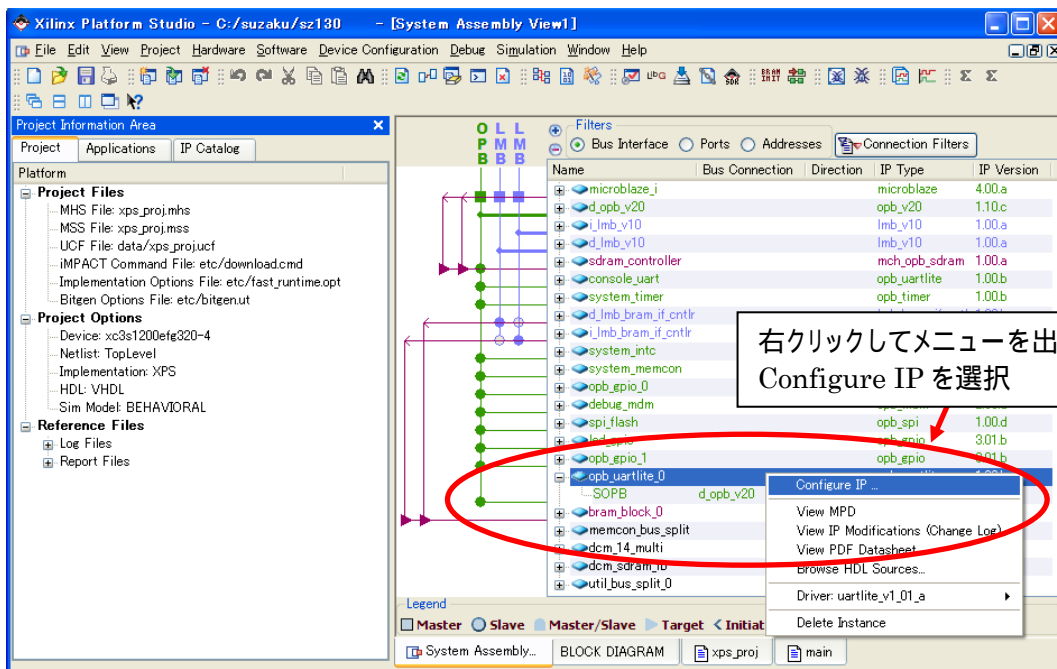 Xilinx Platform Studio - C:/suzaku/sz130 - [System Assembly View1]
File Edit View Project Hardware Software Device Configuration Debug Simulation Window Help
Project Information Area
Project Applications IP Catalog
Platform
Project Files
MHS File: xps_proj.mhs
MSS File: xps_proj.mss
UCF File: data/xps_proj.ucf
iMPACT Command File: etc/download.cmd
Implementation Options File: etc/fast_runtime.opt
Bitgen Options File: etc/bitgen.ut
Project Options
Device: xc3s1200efg320-4
Netlist: TopLevel
Implementation: XPS
HDL: VHDL
Sim Model: BEHAVIORAL
Reference Files
Log Files
Report Files
OPB LMB LMB
Filters
Bus Interface Ports Addresses Connection Filters
Name Bus Connection Direction IP Type IP Version
microblaze_i microblaze 4.00.a
d_opb_v20 opb_v20 1.10.c
i_lmb_v10 lmb_v10 1.00.a
d_lmb_v10 lmb_v10 1.00.a
sdram_controller mch_opb_sdram 1.00.a
console_uart opb_uartlite 1.00.b
system_timer opb_timer 1.00.b
d_lmb_bram_if_cntlr
i_lmb_bram_if_cntlr
system_intc
system_memcon
opb_gpio_0
debug_mdm
spi_flash opb_spi 1.00.d
led_gpio opb_gpio 3.01.b
opb_gpio_1 opb_gpio 3.01.b
opb_uartlite_0
SOPB d_opb_v20
bram_block_0
memcon_bus_split
dcm_14_multi
dcm_sdram_fb
util_bus_split_0
右クリックしてメニューを出
Configure IP を選択
Configure IP ...
View MPD
View IP Modifications (Change Log)
View PDF Datasheet
Browse HDL Sources...
Driver: uartlite_v1_01_a
Delete Instance
Legend
Master Slave Master/Slave Target Initiat
System Assembly... BLOCK DIAGRAM xps_proj main